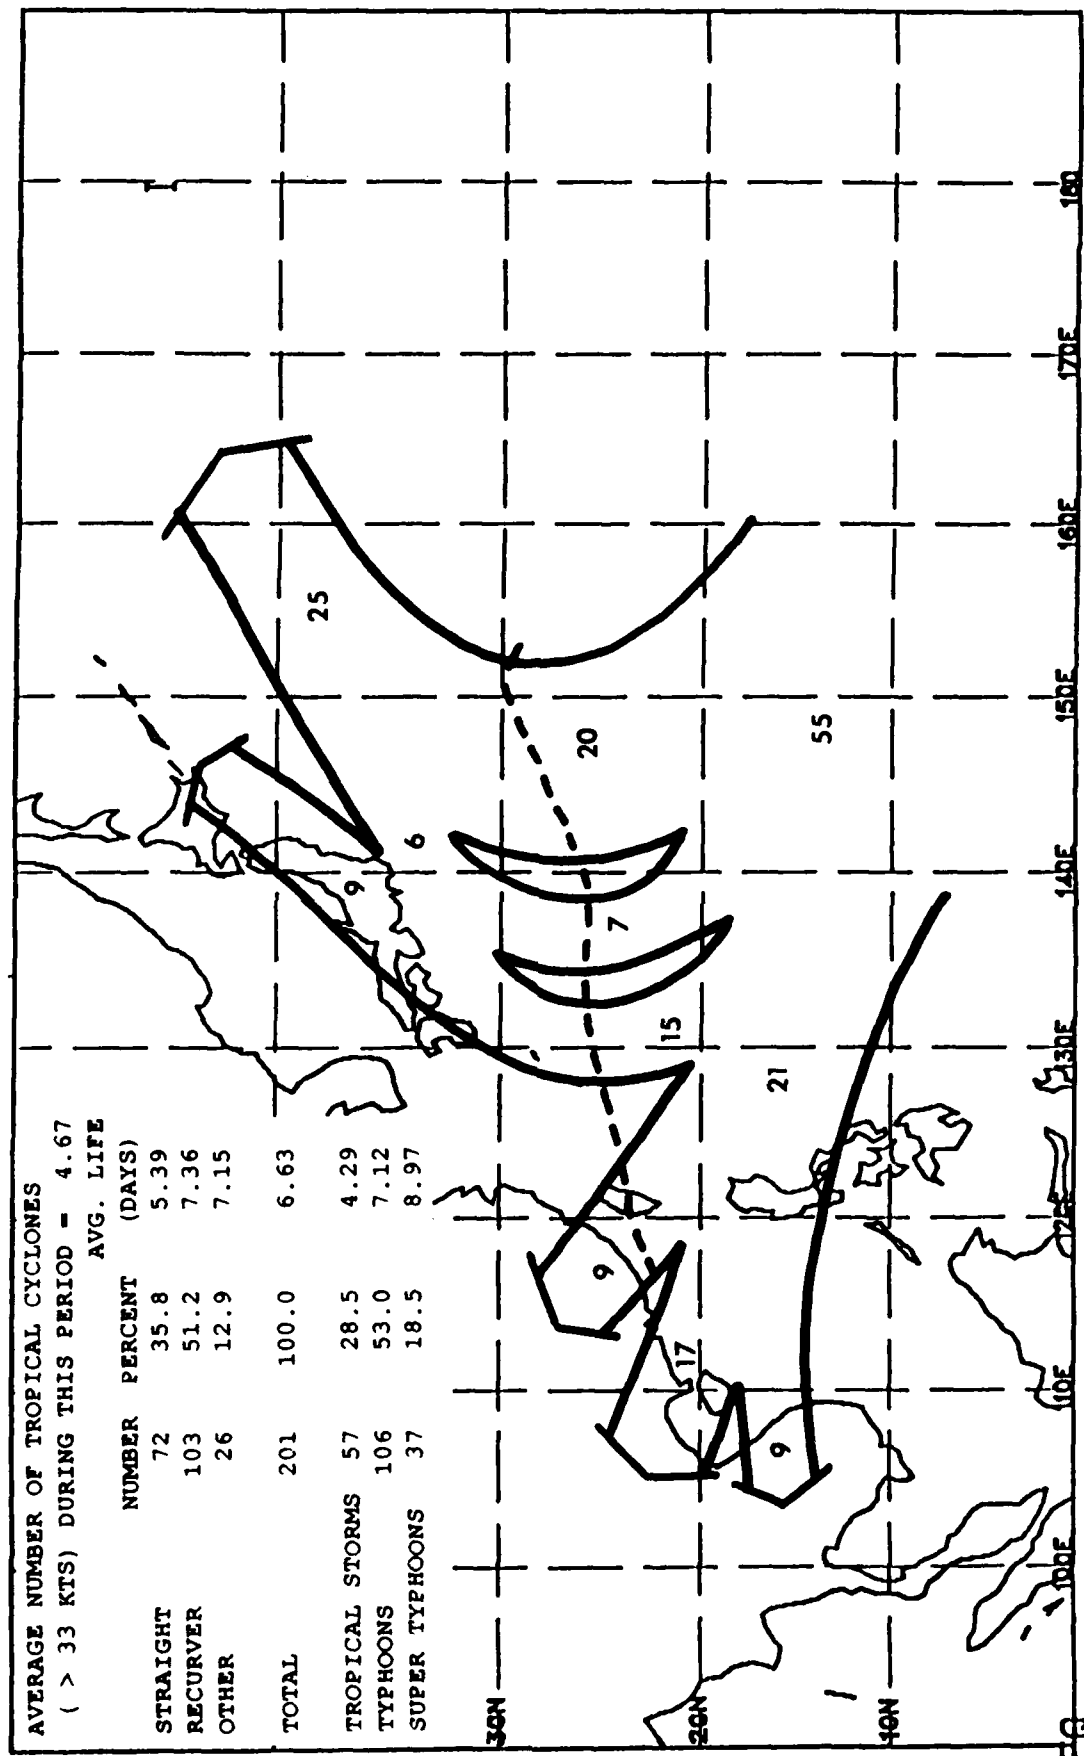 AVERAGE NUMBER OF TROPICAL CYCLONES
( > 33 KTS) DURING THIS PERIOD = 4.67
AVG. LIFE
NUMBER PERCENT (DAYS)
STRAIGHT 72 35.8 5.39
RECURVER 103 51.2 7.36
OTHER 26 12.9 7.15
TOTAL 201 100.0 6.63
TROPICAL STORMS 57 28.5 4.29
TYPHOONS 106 53.0 7.12
SUPER TYPHOONS 37 18.5 8.97
25
9
6
30N
20
7
9
15
17
20N
21
55
9
10N
100E
110E
120E
130E
140E
150E
160E
170E
180